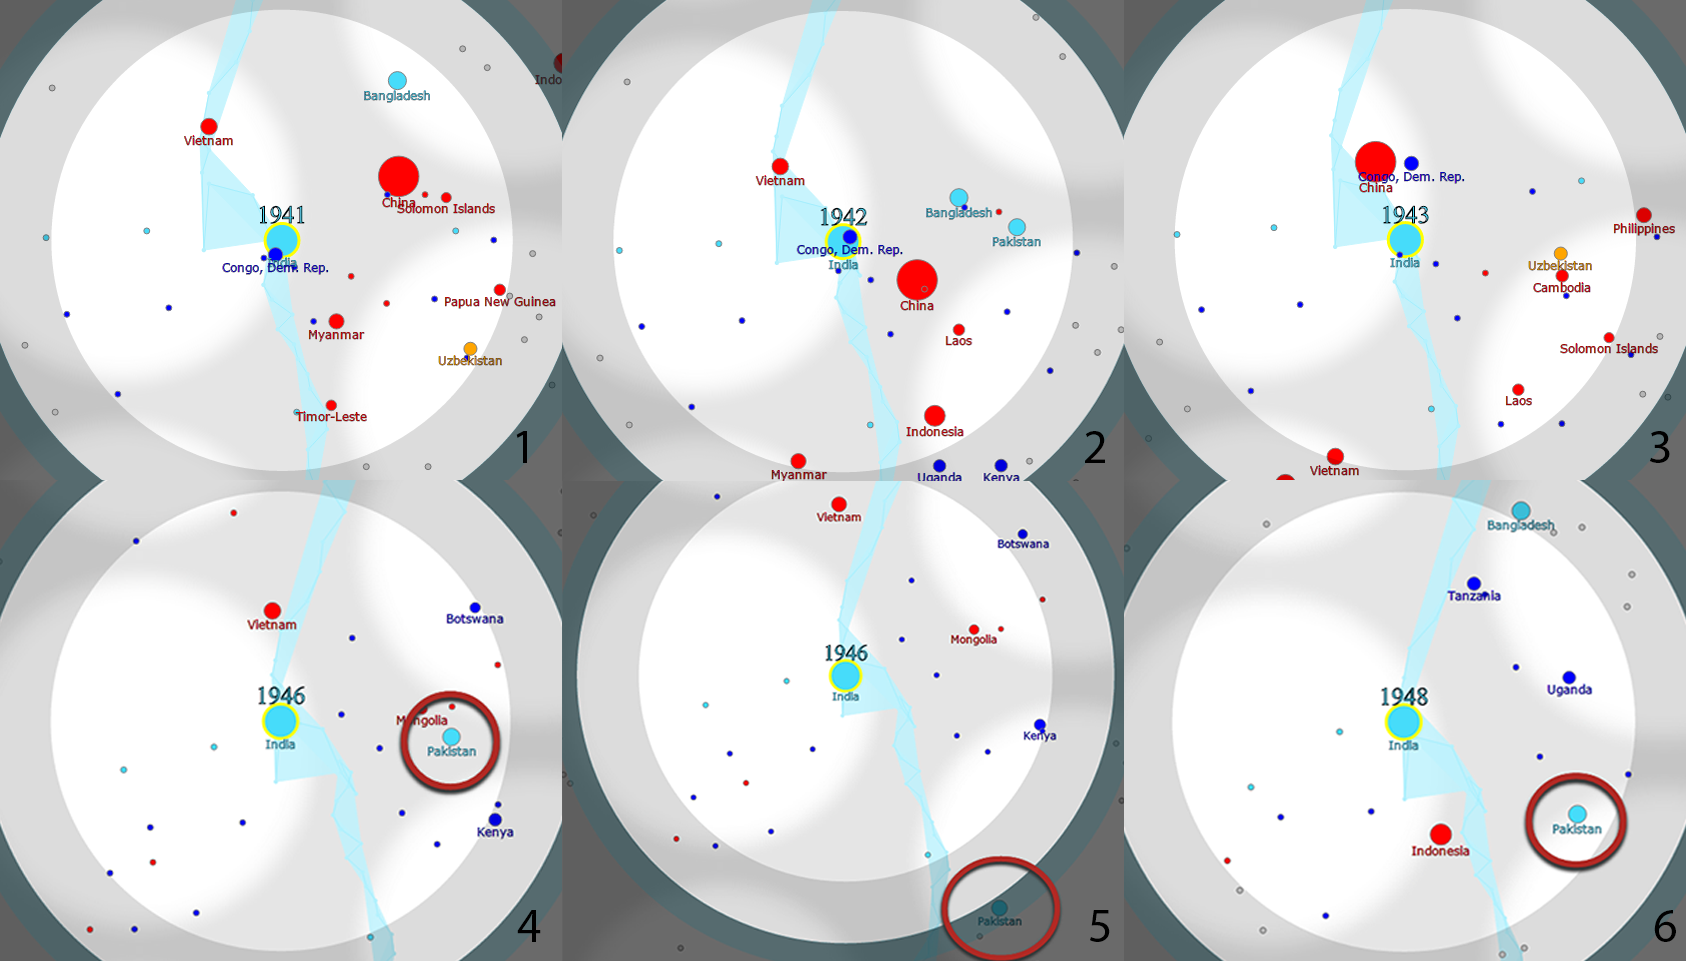 Indo
Bangladesh
Vietnam
China
Solomon Islands
1941
India
Congo, Dem. Rep.
Papua New Guinea
Myanmar
Uzbekistan
Timor-Leste
1
Vietnam
Bangladesh
1942
Pakistan
Congo, Dem. Rep.
India
China
Laos
Indonesia
Myanmar
Uganda
Kenya
2
Congo, Dem. Rep.
China
1943
Philippines
India
Uzbekistan
Cambodia
Solomon Islands
Laos
Vietnam
3
Vietnam
Botswana
1946
Mongolia
India
Pakistan
Kenya
4
Vietnam
Botswana
Mongolia
1946
India
Kenya
Pakistan
5
Bangladesh
Tanzania
Uganda
1948
India
Pakistan
Indonesia
6